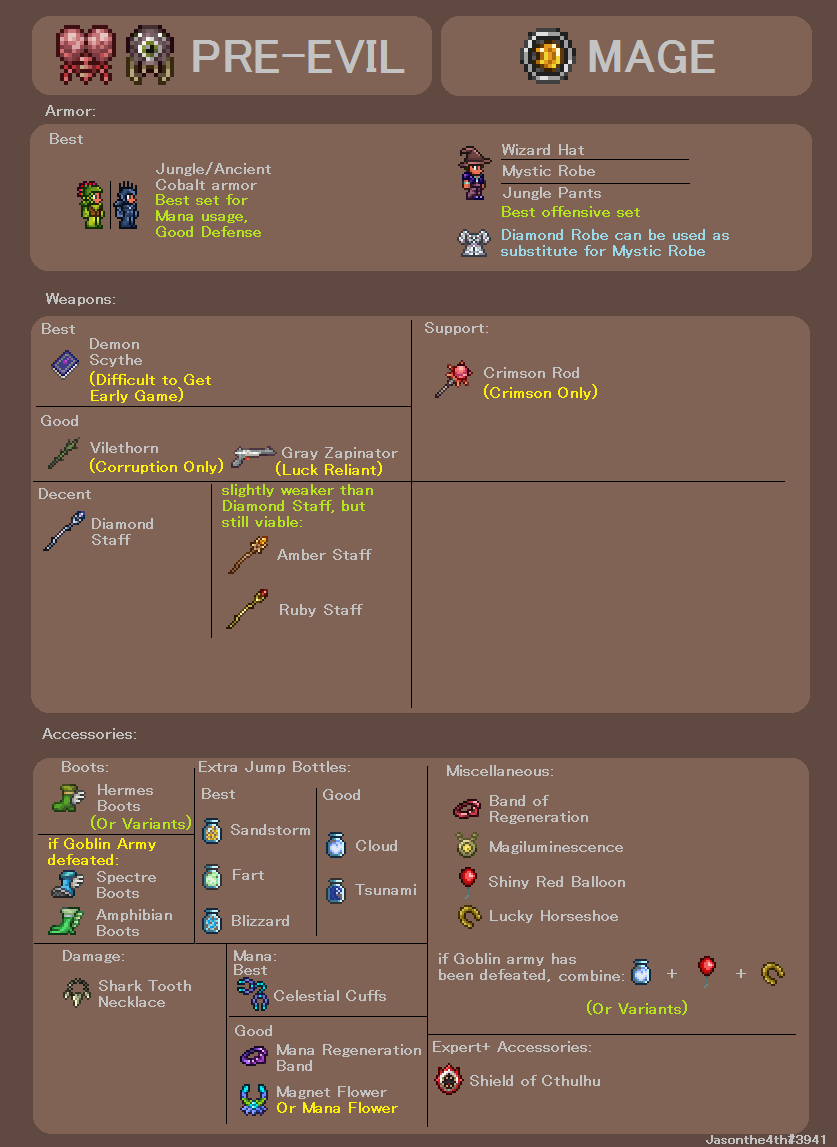 PRE-EVIL
MAGE
Armor:
Best
Jungle/Ancient
Cobalt armor
Best set for
Mana usage,
Good Defense
Wizard Hat
Mystic Robe
Jungle Pants
Best offensive set
Diamond Robe can be used as
substitute for Mystic Robe
Weapons:
Best
Demon
Scythe
(Difficult to Get
Early Game)
Good
Vilethorn
(Corruption Only)
Gray Zapinator
(Luck Reliant)
Decent
Diamond
Staff
slightly weaker than
Diamond Staff, but
still viable:
Amber Staff
Ruby Staff
Support:
Crimson Rod
(Crimson Only)
Accessories:
Boots:
Hermes
Boots
(Or Variants)
if Goblin Army
defeated:
Spectre
Boots
Amphibian
Boots
Extra Jump Bottles:
Best
Sandstorm
Fart
Blizzard
Good
Cloud
Tsunami
Damage:
Shark Tooth
Necklace
Mana:
Best
Celestial Cuffs
Good
Mana Regeneration
Band
Magnet Flower
Or Mana Flower
Miscellaneous:
Band of
Regeneration
Magiluminescence
Shiny Red Balloon
Lucky Horseshoe
if Goblin army has
been defeated, combine: + +
(Or Variants)
Expert+ Accessories:
Shield of Cthulhu
Jasonthe4th#3941